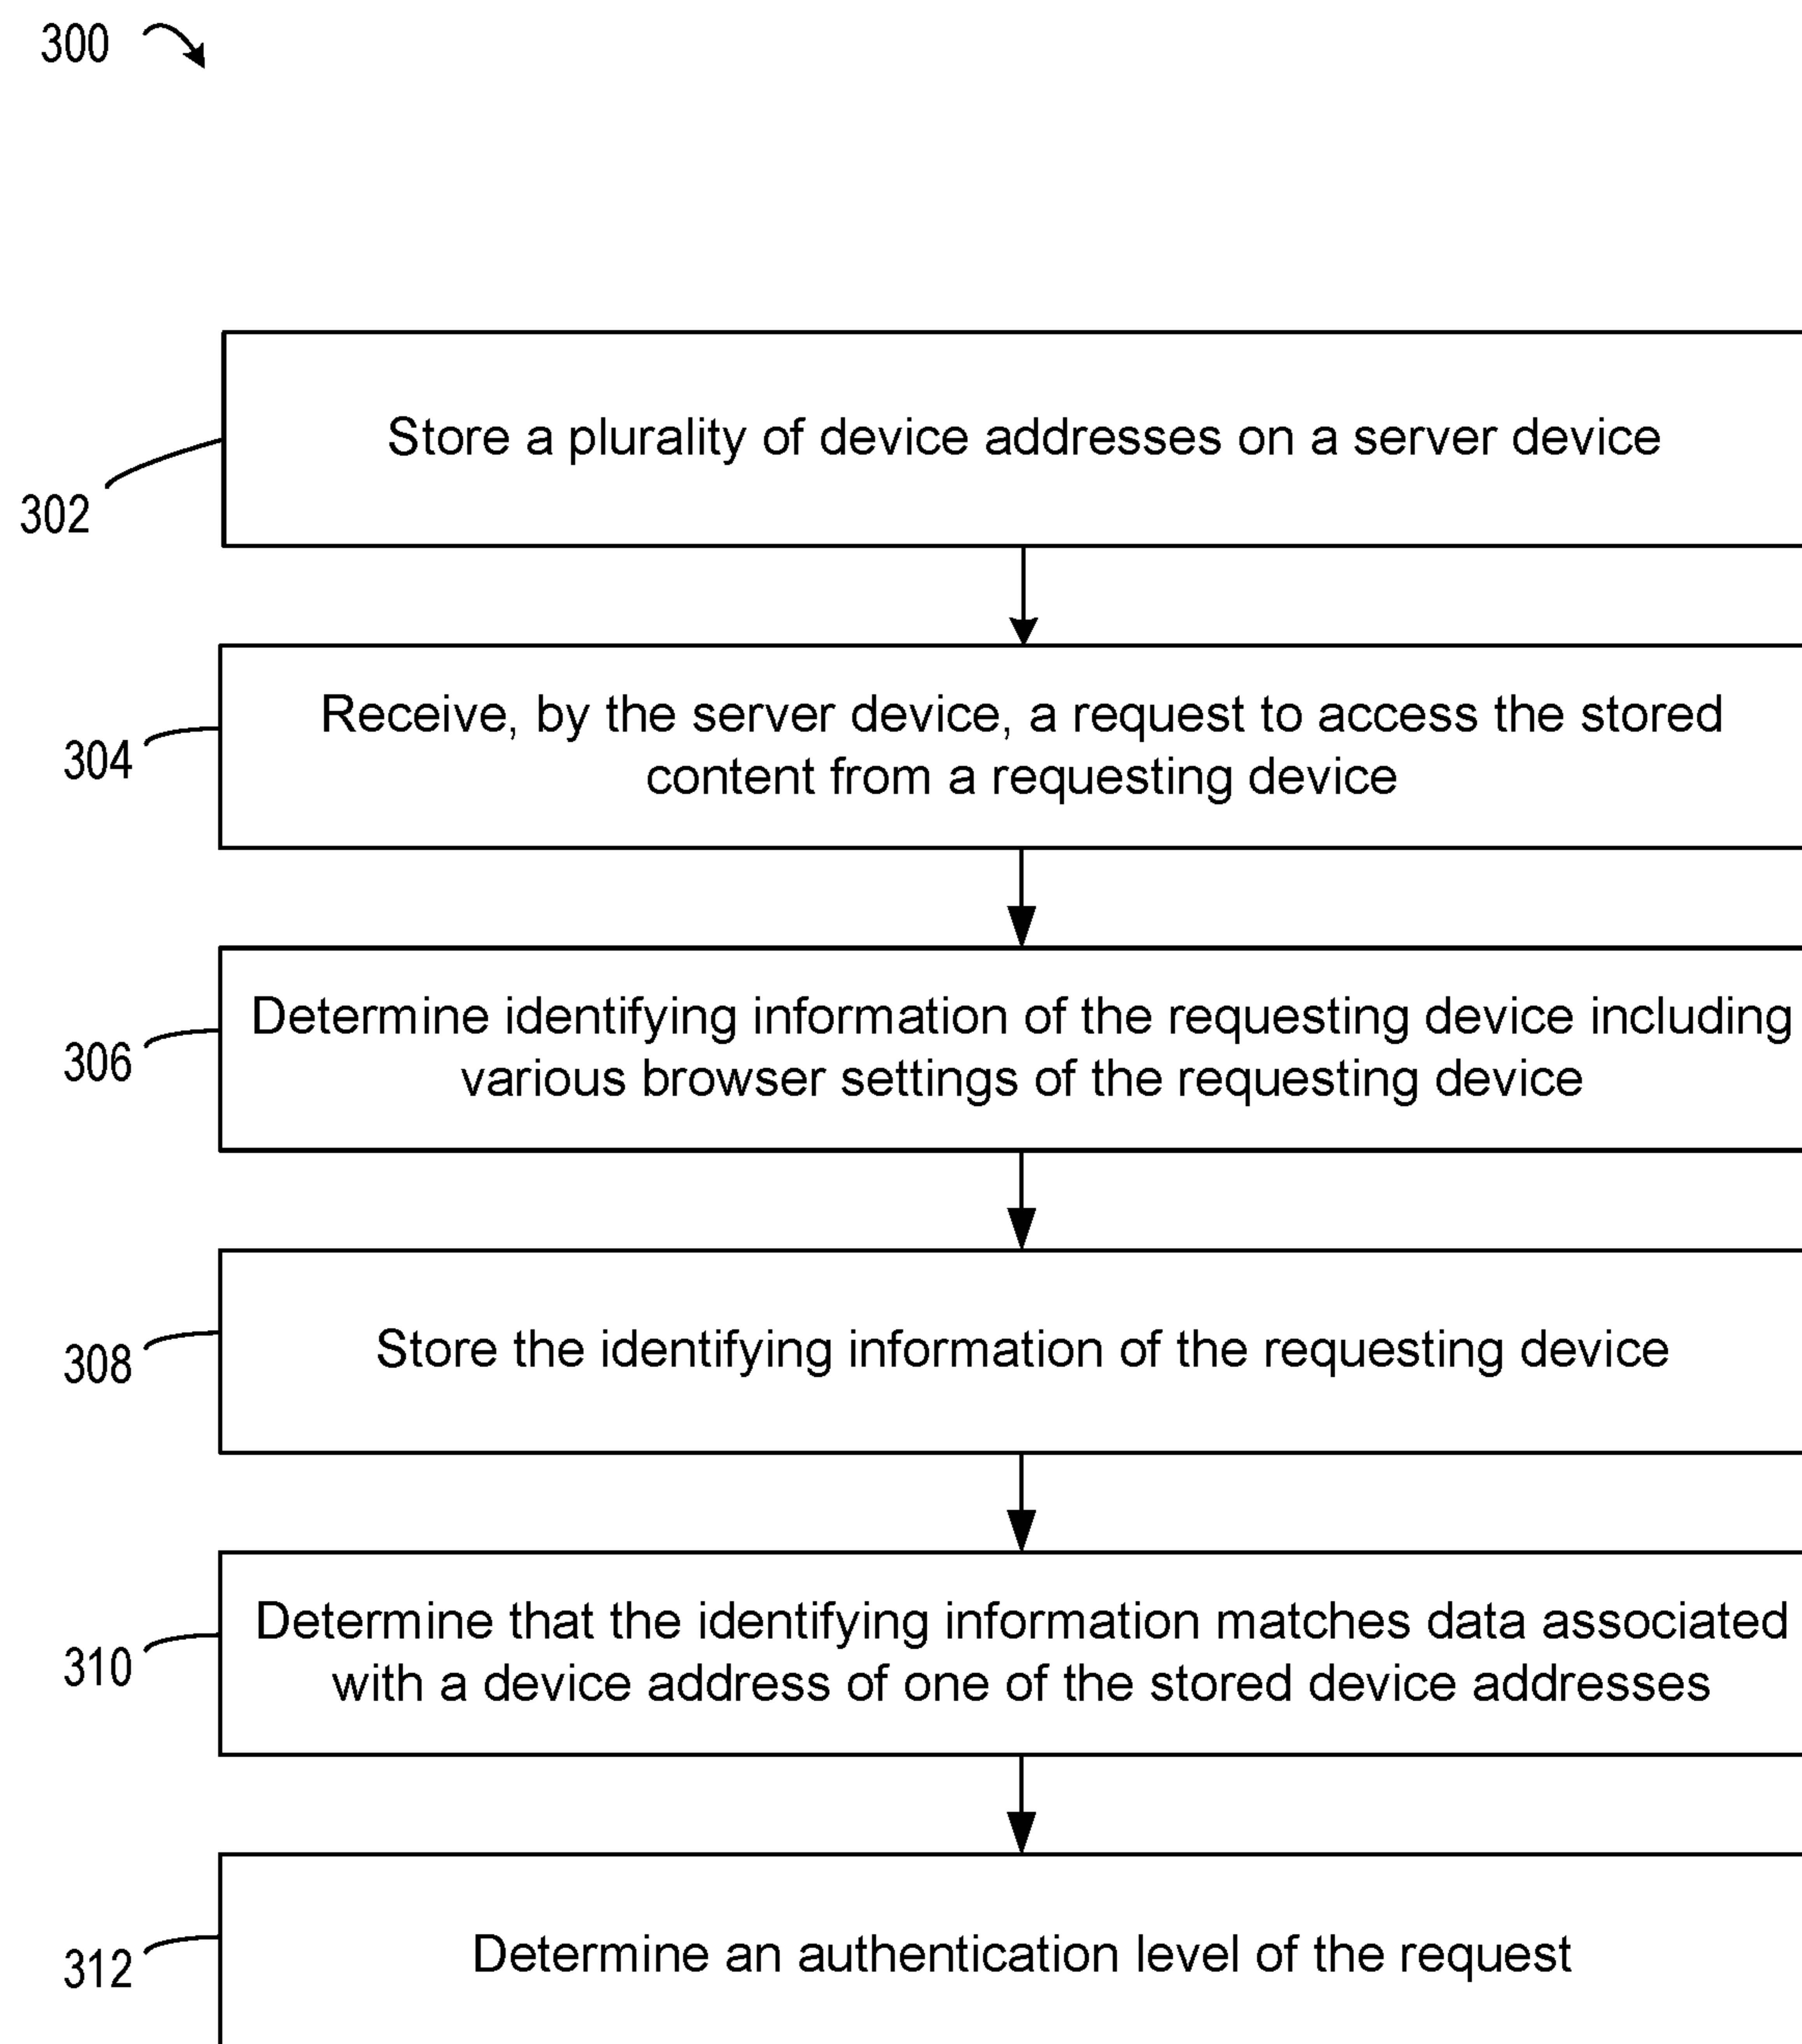 300
Store a plurality of device addresses on a server device
302
Receive, by the server device, a request to access the stored
content from a requesting device
304
Determine identifying information of the requesting device including
various browser settings of the requesting device
306
Store the identifying information of the requesting device
308
Determine that the identifying information matches data associated
with a device address of one of the stored device addresses
310
Determine an authentication level of the request
312